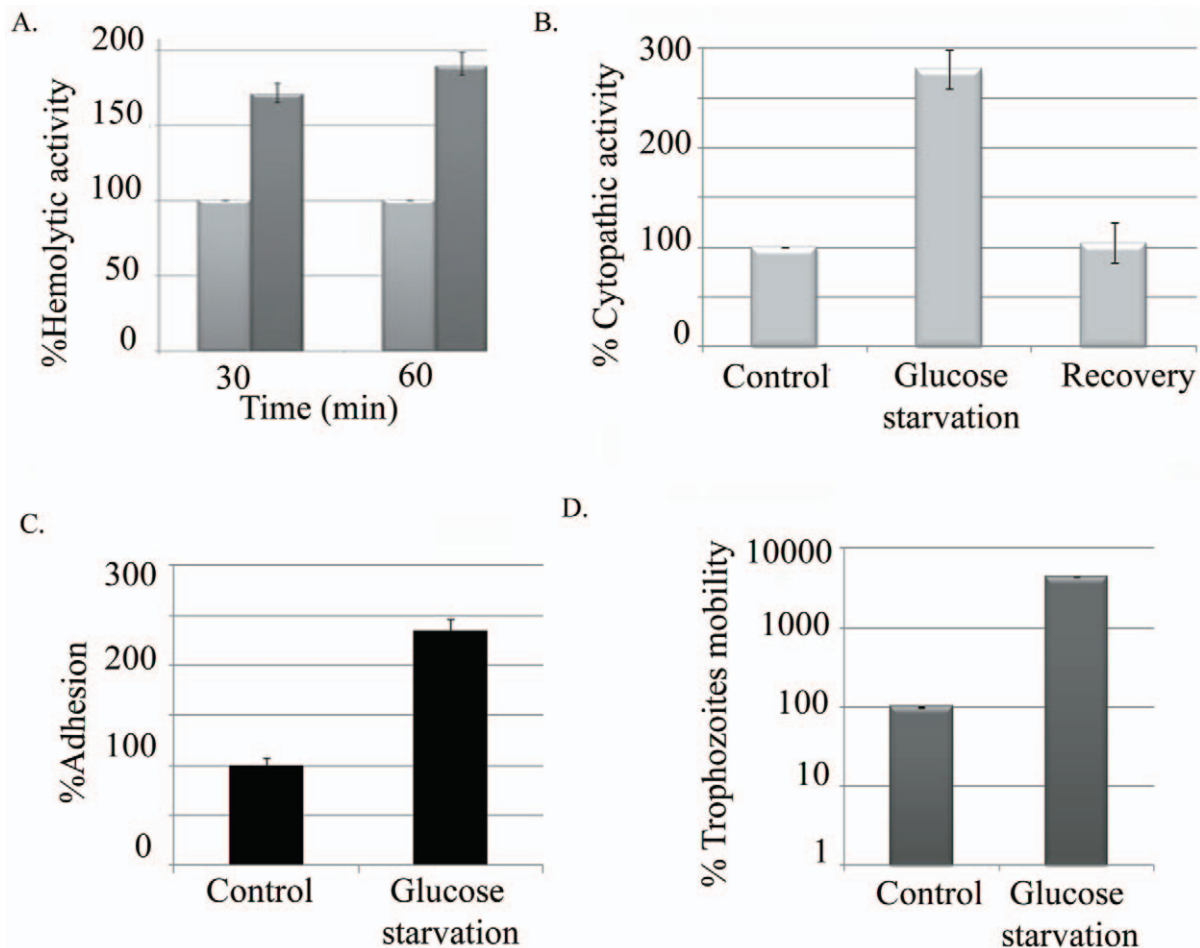 A.
%Hemolytic activity
200
150
100
50
0
30 60
Time (min)
B.
% Cytopathic activity
300
200
100
0
Control Glucose starvation Recovery
C.
%Adhesion
300
200
100
0
Control Glucose starvation
D.
% Trophozoites mobility
10000
1000
100
10
1
Control Glucose starvation